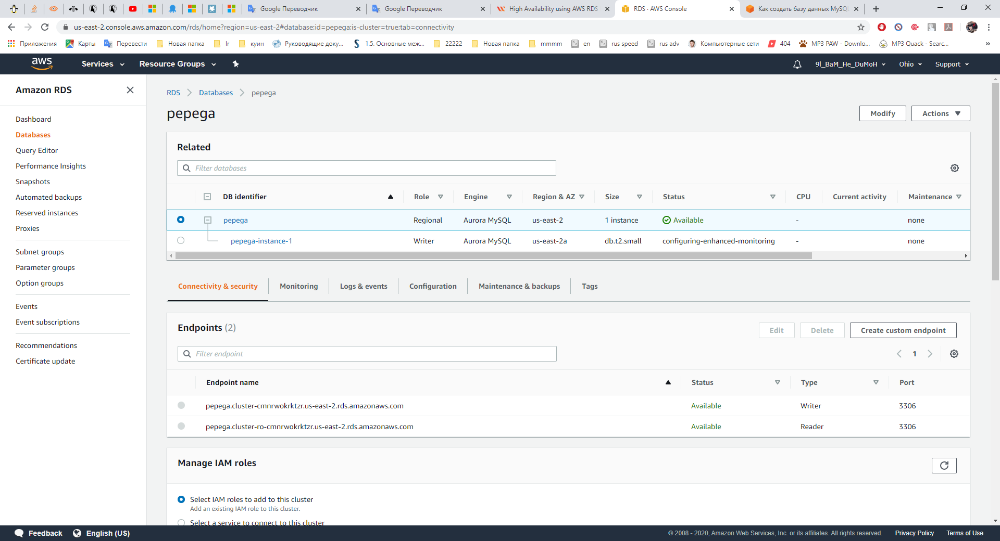 Google Переводчик
Google Переводчик
High Availability using AWS RDS
RDS · AWS Console
Как создать базу данных MySQL
us-east-2.console.aws.amazon.com/rds/home?region=us-east-2#database:id=pepega;is-cluster=true;tab=connectivity
Приложения
Карты
Перевести
Новая папка
lr
куин
Руководящие доку...
1.5. Основные меж...
22222
Новая папка
mmmm
en
rus speed
rus adv
Компьютерные сети
404
MP3 PAW - Downlo...
MP3 Quack - Searc...
»
aws
Services
Resource Groups
9l_BaM_He_DuMoH
Ohio
Support
Amazon RDS
Dashboard
Databases
Query Editor
Performance Insights
Snapshots
Automated backups
Reserved instances
Proxies
Subnet groups
Parameter groups
Option groups
Events
Event subscriptions
Recommendations
Certificate update
RDS
Databases
pepega
pepega
Modify
Actions
Related
Filter databases
DB identifier
Role
Engine
Region & AZ
Size
Status
CPU
Current activity
Maintenance
pepega
Regional
Aurora MySQL
us-east-2
1 instance
Available
-
none
pepega-instance-1
Writer
Aurora MySQL
us-east-2a
db.t2.small
configuring-enhanced-monitoring
-
none
Connectivity & security
Monitoring
Logs & events
Configuration
Maintenance & backups
Tags
Endpoints (2)
Edit
Delete
Create custom endpoint
Filter endpoint
1
Endpoint name
Status
Type
Port
pepega.cluster-cmnrwokrktzr.us-east-2.rds.amazonaws.com
Available
Writer
3306
pepega.cluster-ro-cmnrwokrktzr.us-east-2.rds.amazonaws.com
Available
Reader
3306
Manage IAM roles
Select IAM roles to add to this cluster
Add an existing IAM role to this cluster.
Select a service to connect to this cluster
Feedback
English (US)
© 2008 - 2020, Amazon Web Services, Inc. or its affiliates. All rights reserved.
Privacy Policy
Terms of Use